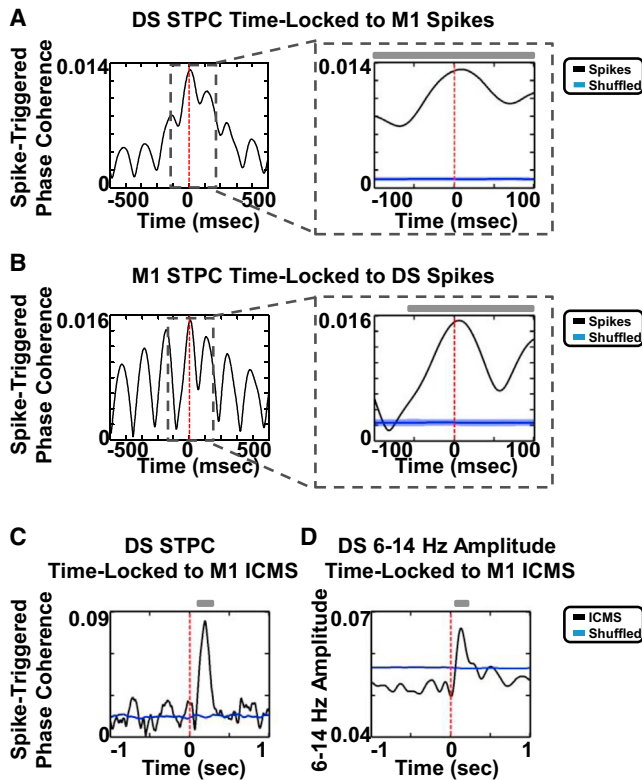 A
DS STPC Time-Locked to M1 Spikes
Spike-Triggered
Phase Coherence
0.014
0
-500 0 500
Time (msec)
0.014
0
-100 0 100
Time (msec)
Spikes
Shuffled
B
M1 STPC Time-Locked to DS Spikes
Spike-Triggered
Phase Coherence
0.016
0
-500 0 500
Time (msec)
0.016
0
-100 0 100
Time (msec)
Spikes
Shuffled
C
DS STPC
Time-Locked to M1 ICMS
Spike-Triggered
Phase Coherence
0.09
0
-1 0 1
Time (sec)
D
DS 6-14 Hz Amplitude
Time-Locked to M1 ICMS
6-14 Hz Amplitude
0.07
0.04
-1 0 1
Time (sec)
ICMS
Shuffled